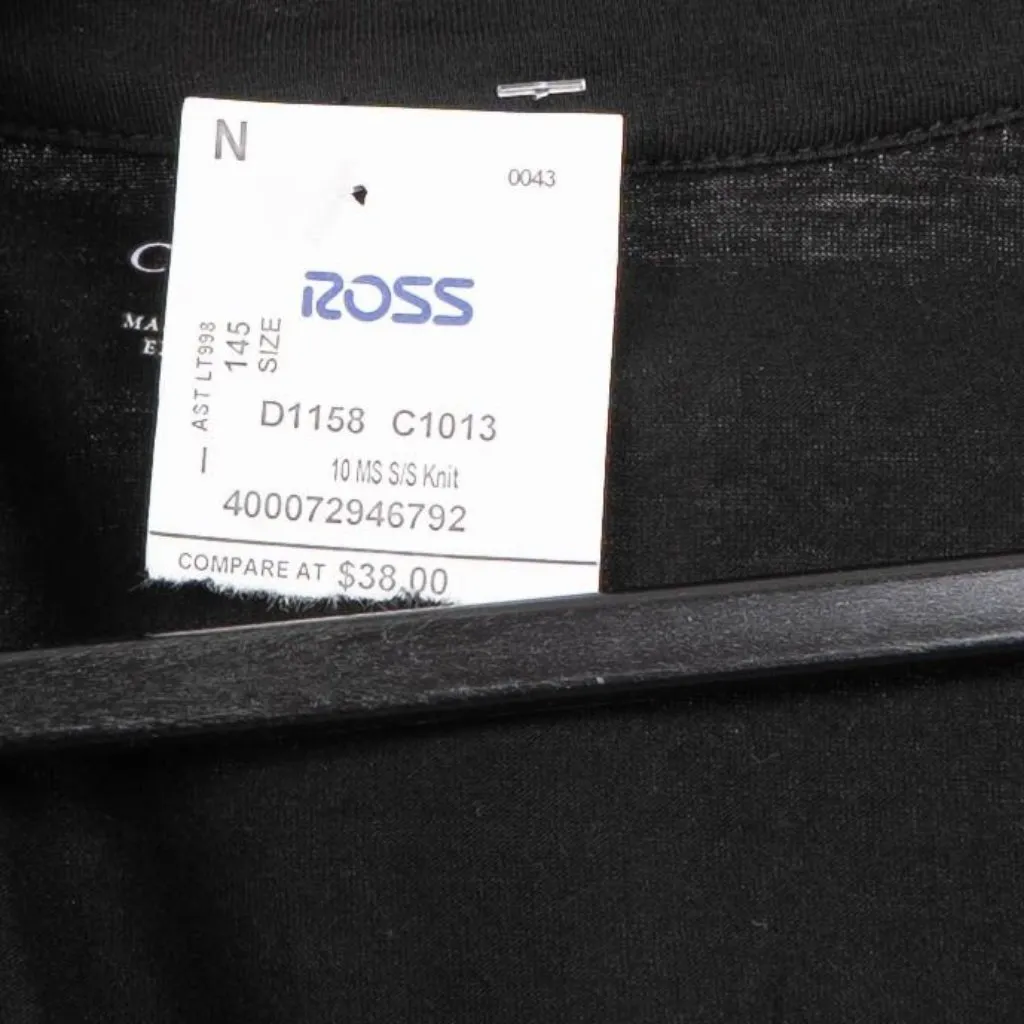 N
0043
ROSS
AST LT998
145
SIZE
D1158 C1013
10 MS S/S Knit
400072946792
COMPARE AT $38.00